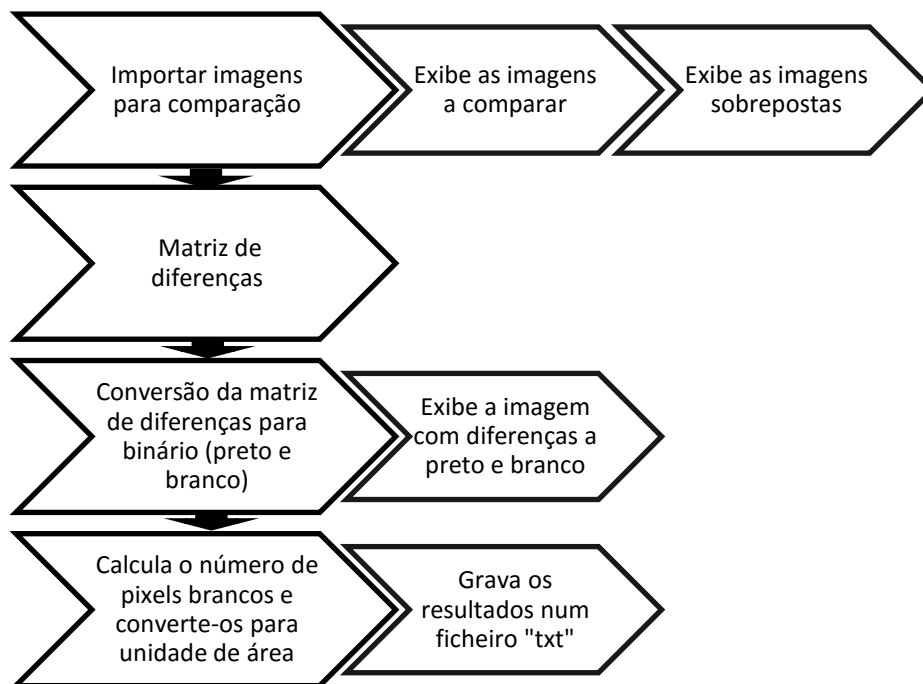 Importar imagens
para comparação
Exibe as imagens
a comparar
Exibe as imagens
sobrepostas
Matriz de
diferenças
Conversão da matriz
de diferenças para
binário (preto e
branco)
Exibe a imagem
com diferenças a
preto e branco
Calcula o número de
pixels brancos e
converte-os para
unidade de área
Grava os
resultados num
ficheiro "txt"